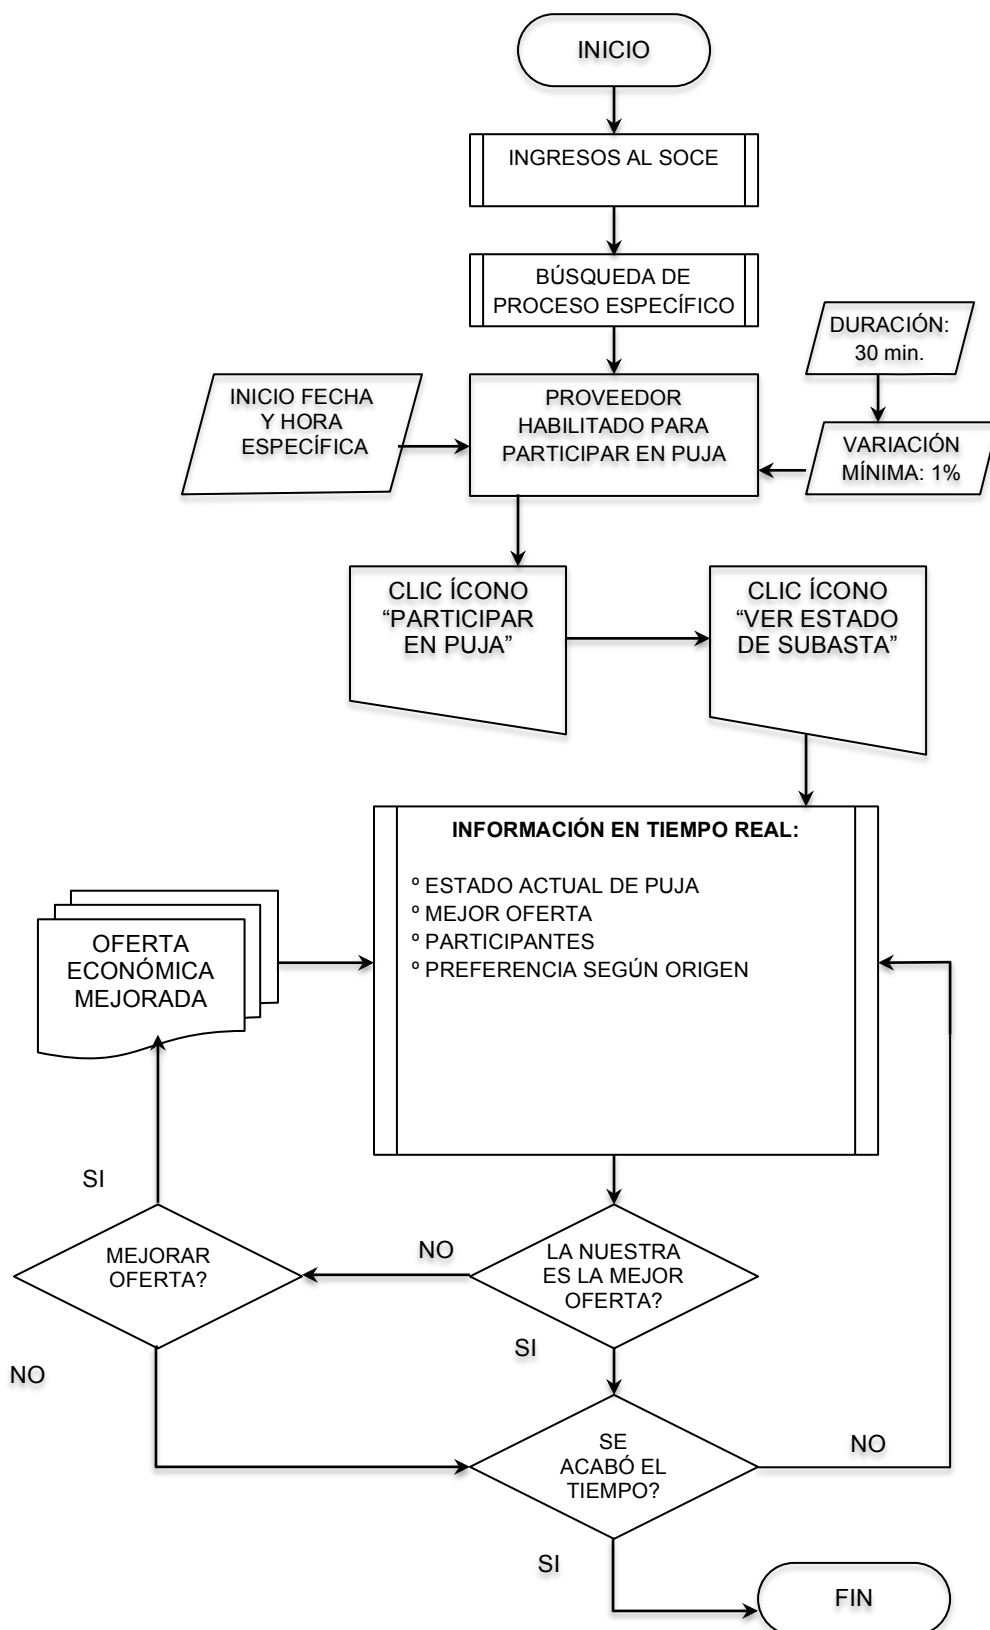 INICIO
INGRESOS AL SOCE
BÚSQUEDA DE
PROCESO ESPECÍFICO
DURACIÓN:
30 min.
INICIO FECHA
Y HORA
ESPECÍFICA
PROVEEDOR
HABILITADO PARA
PARTICIPAR EN PUJA
VARIACIÓN
MÍNIMA: 1%
CLIC ÍCONO
“PARTICIPAR
EN PUJA”
CLIC ÍCONO
“VER ESTADO
DE SUBASTA”
INFORMACIÓN EN TIEMPO REAL:
º ESTADO ACTUAL DE PUJA
º MEJOR OFERTA
º PARTICIPANTES
º PREFERENCIA SEGÚN ORIGEN
OFERTA
ECONÓMICA
MEJORADA
SI
MEJORAR
OFERTA?
NO
LA NUESTRA
ES LA MEJOR
OFERTA?
SI
NO
SE
ACABÓ EL
TIEMPO?
NO
SI
FIN